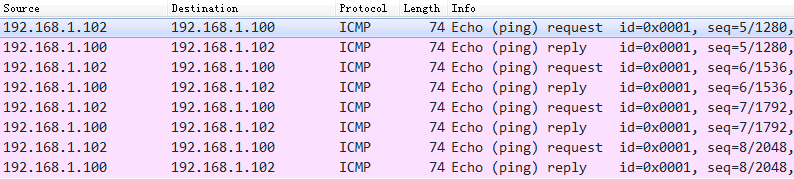 Source Destination Protocol Length Info
192.168.1.102 192.168.1.100 ICMP 74 Echo (ping) request id=0x0001, seq=5/1280,
192.168.1.100 192.168.1.102 ICMP 74 Echo (ping) reply id=0x0001, seq=5/1280,
192.168.1.102 192.168.1.100 ICMP 74 Echo (ping) request id=0x0001, seq=6/1536,
192.168.1.100 192.168.1.102 ICMP 74 Echo (ping) reply id=0x0001, seq=6/1536,
192.168.1.102 192.168.1.100 ICMP 74 Echo (ping) request id=0x0001, seq=7/1792,
192.168.1.100 192.168.1.102 ICMP 74 Echo (ping) reply id=0x0001, seq=7/1792,
192.168.1.102 192.168.1.100 ICMP 74 Echo (ping) request id=0x0001, seq=8/2048,
192.168.1.100 192.168.1.102 ICMP 74 Echo (ping) reply id=0x0001, seq=8/2048,